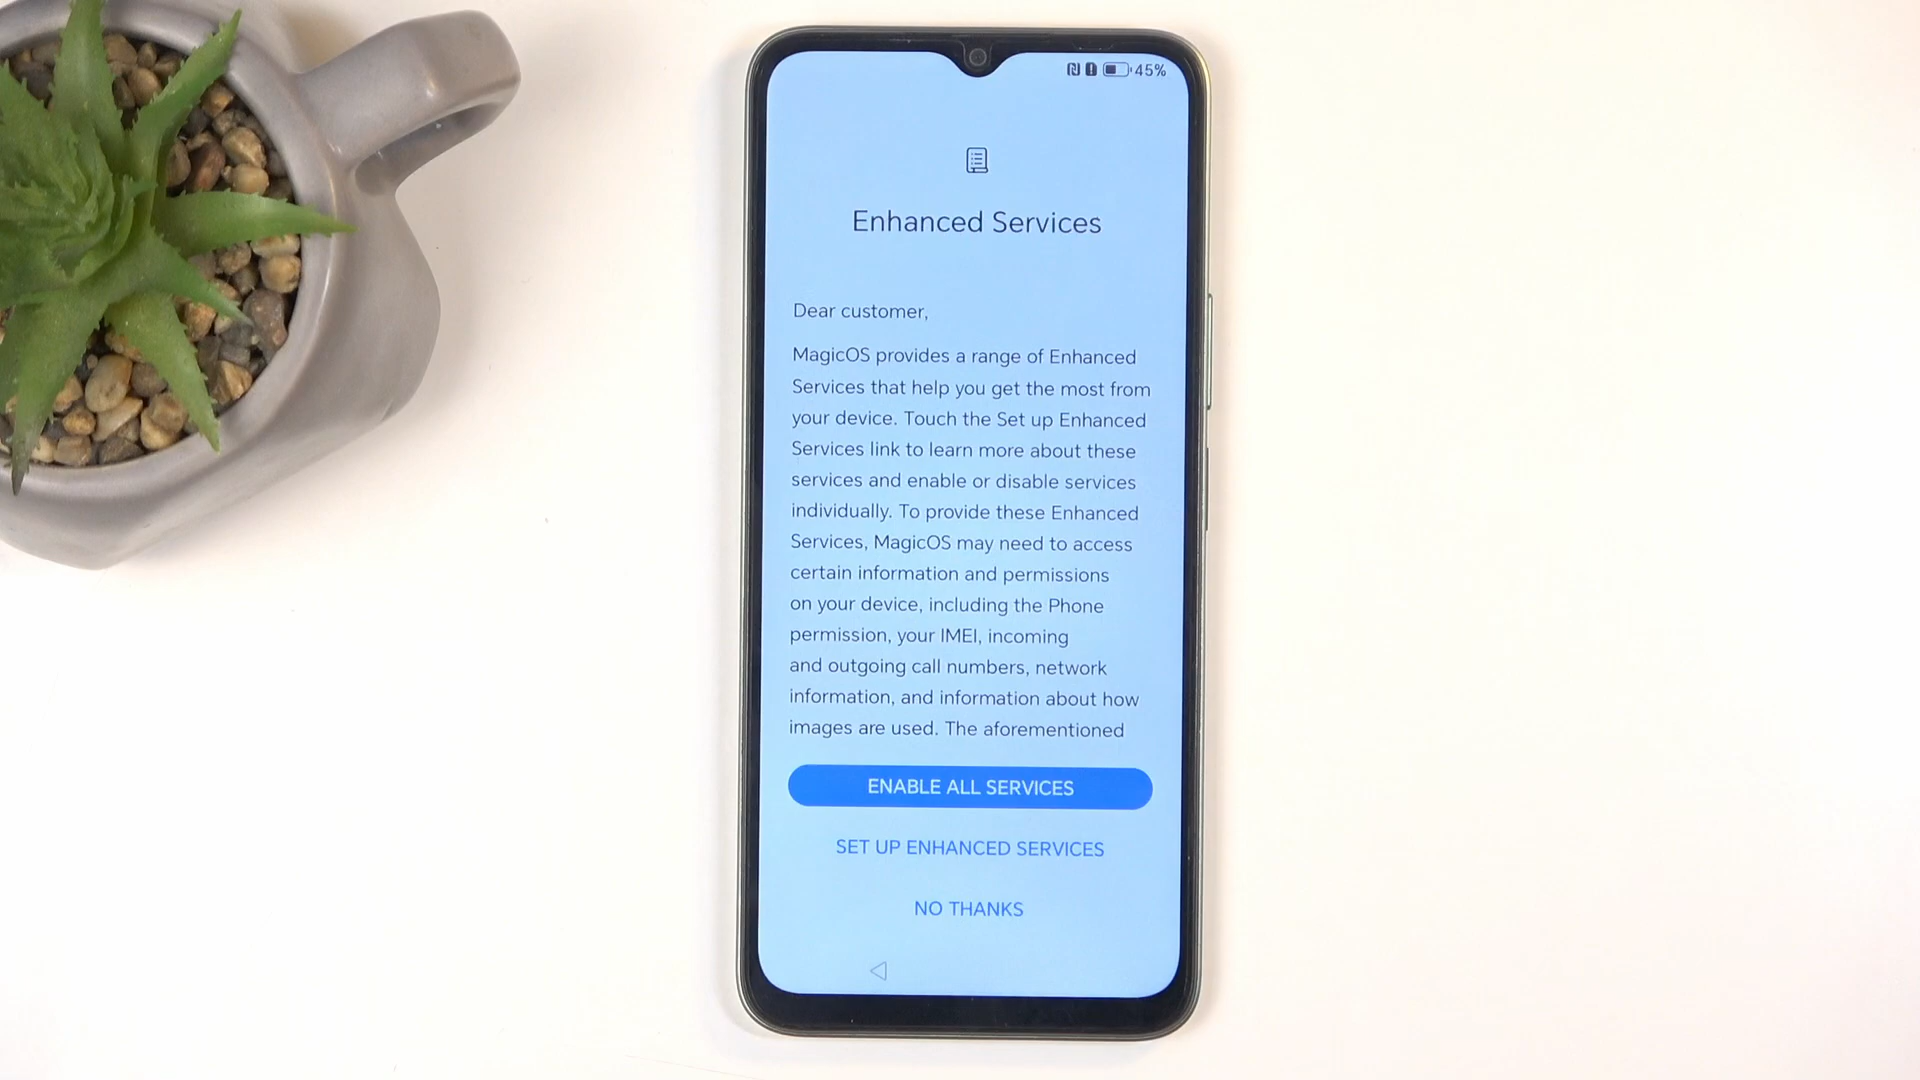 45%
Enhanced Services
Dear customer,
MagicOS provides a range of Enhanced
Services that help you get the most from
your device. Touch the Set up Enhanced
Services link to learn more about these
services and enable or disable services
individually. To provide these Enhanced
Services, MagicOS may need to access
certain information and permissions
on your device, including the Phone
permission, your IMEI, incoming
and outgoing call numbers, network
information, and information about how
images are used. The aforementioned
ENABLE ALL SERVICES
SET UP ENHANCED SERVICES
NO THANKS